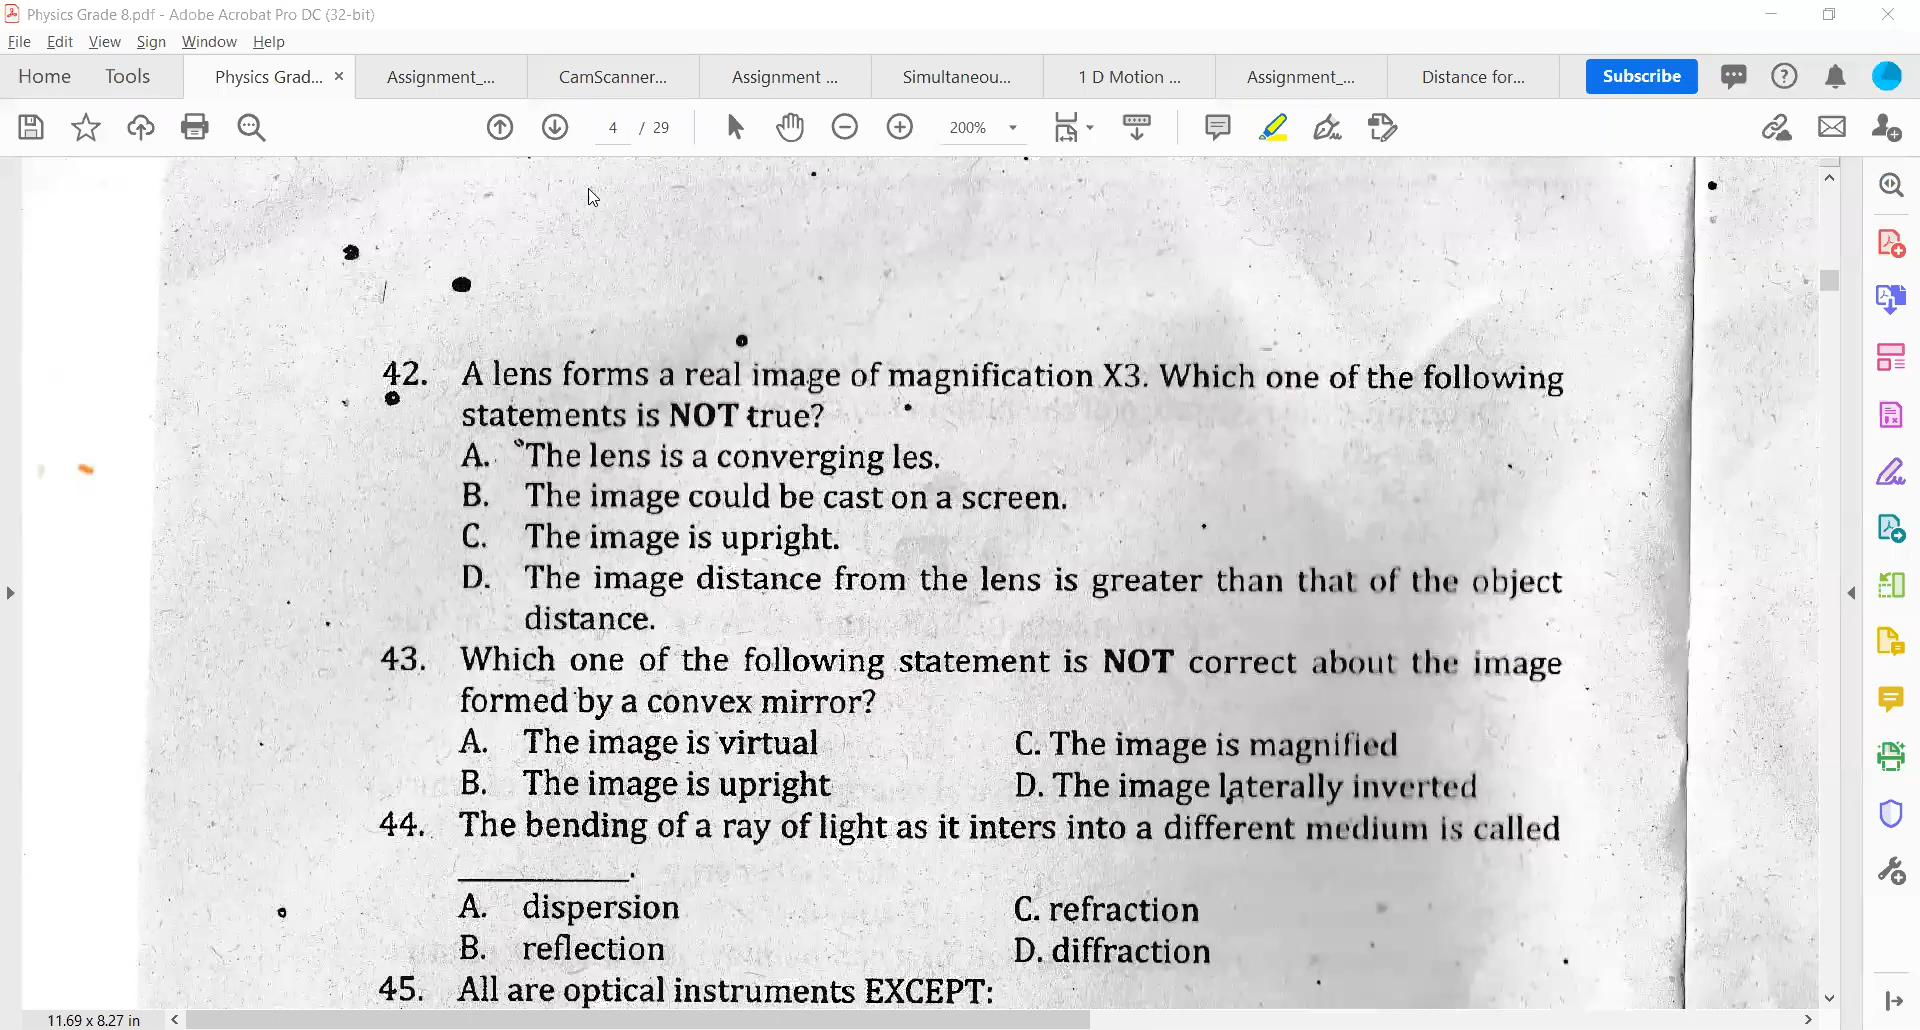 Physics Grade 8.pdf - Adobe Acrobat Pro DC (32-bit)
File Edit View Sign Window Help
Home Tools Physics Grad... × Assignment_... CamScanner... Assignment ... Simultaneou... 1 D Motion ... Assignment_... Distance for... Subscribe
4 / 29 200%
42. A lens forms a real image of magnification X3. Which one of the following
statements is NOT true?
A. The lens is a converging les.
B. The image could be cast on a screen.
C. The image is upright.
D. The image distance from the lens is greater than that of the object
distance.
43. Which one of the following statement is NOT correct about the image
formed by a convex mirror?
A. The image is virtual C. The image is magnified
B. The image is upright D. The image laterally inverted
44. The bending of a ray of light as it inters into a different medium is called
____________.
A. dispersion C. refraction
B. reflection D. diffraction
45. All are optical instruments EXCEPT:
11.69 x 8.27 in